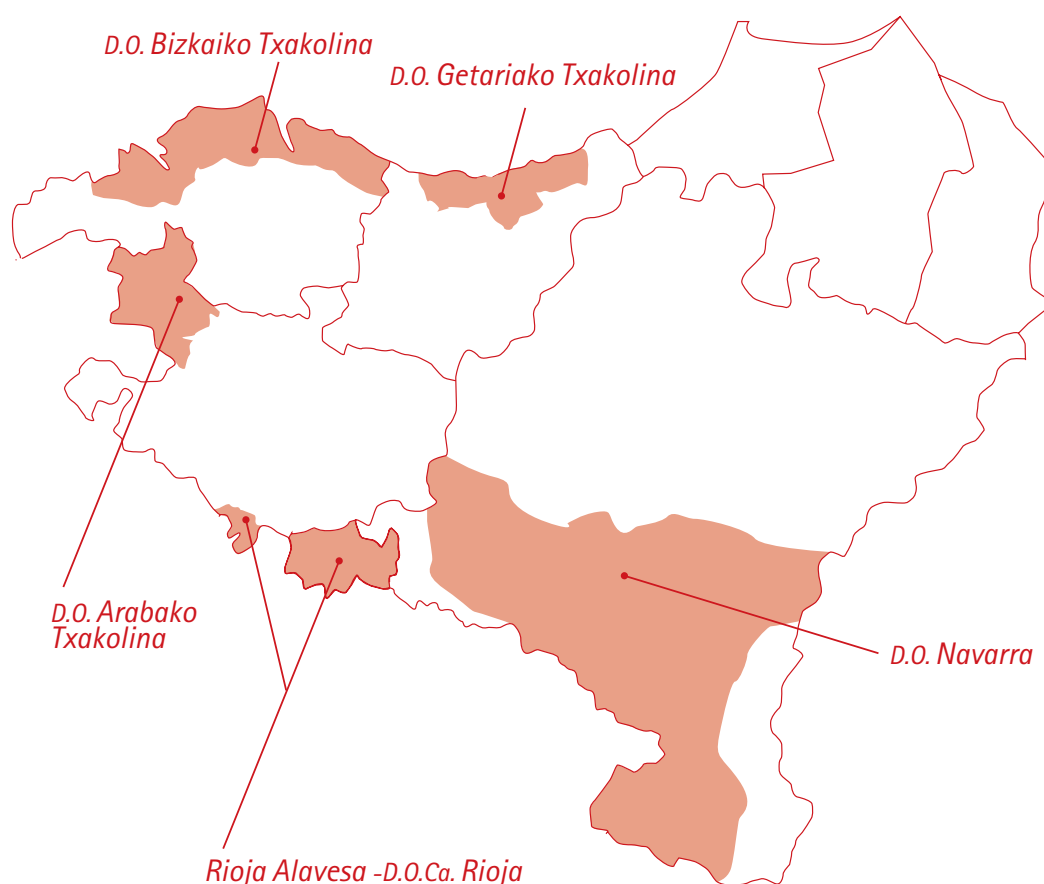 D.O. Bizkaiko Txakolina
D.O. Getariako Txakolina
D.O. Arabako
Txakolina
D.O. Navarra
Rioja Alavesa -D.O.Ca. Rioja